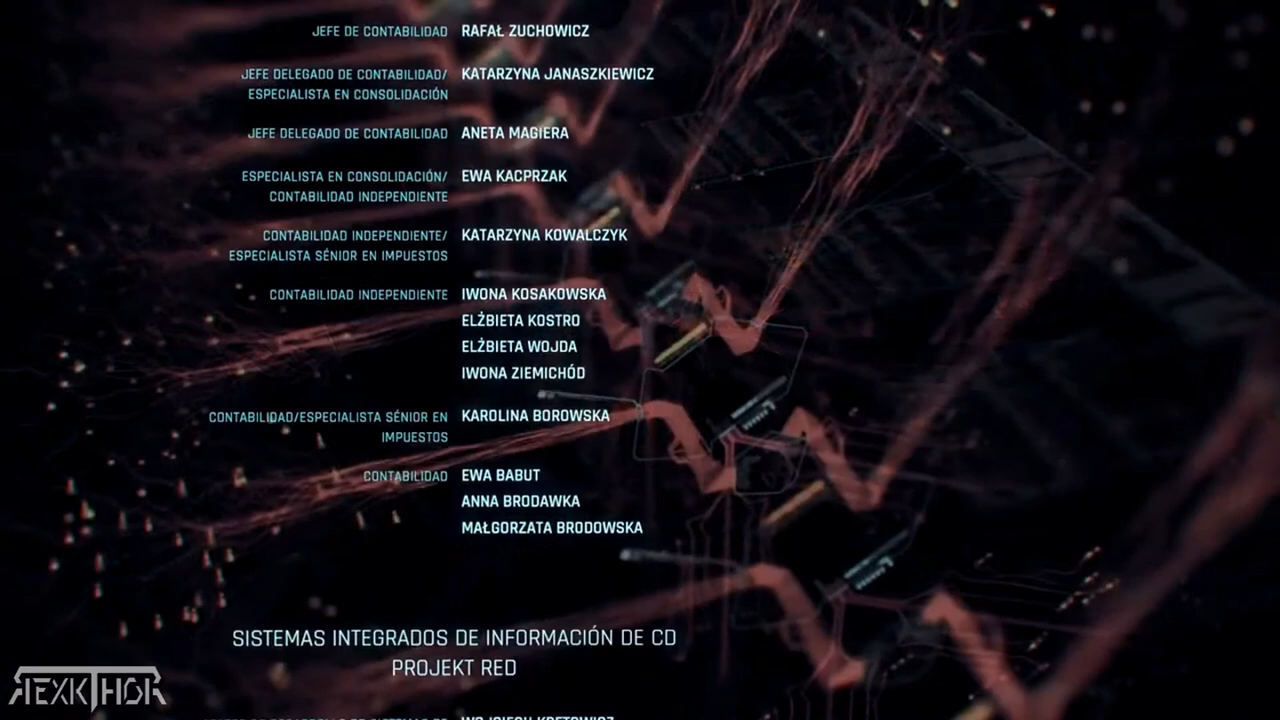 JEFE DE CONTABILIDAD RAFAŁ ZUCHOWICZ
JEFE DELEGADO DE CONTABILIDAD/ KATARZYNA JANASZKIEWICZ
ESPECIALISTA EN CONSOLIDACIÓN
JEFE DELEGADO DE CONTABILIDAD ANETA MAGIERA
ESPECIALISTA EN CONSOLIDACIÓN/ EWA KACPRZAK
CONTABILIDAD INDEPENDIENTE
CONTABILIDAD INDEPENDIENTE/ KATARZYNA KOWALCZYK
ESPECIALISTA SÉNIOR EN IMPUESTOS
CONTABILIDAD INDEPENDIENTE IWONA KOSAKOWSKA
ELŻBIETA KOSTRO
ELŻBIETA WOJDA
IWONA ZIEMICHÓD
CONTABILIDAD/ESPECIALISTA SÉNIOR EN KAROLINA BOROWSKA
IMPUESTOS
CONTABILIDAD EWA BABUT
ANNA BRODAWKA
MAŁGORZATA BRODOWSKA
SISTEMAS INTEGRADOS DE INFORMACIÓN DE CD
PROJEKT RED
TEXKTHOR